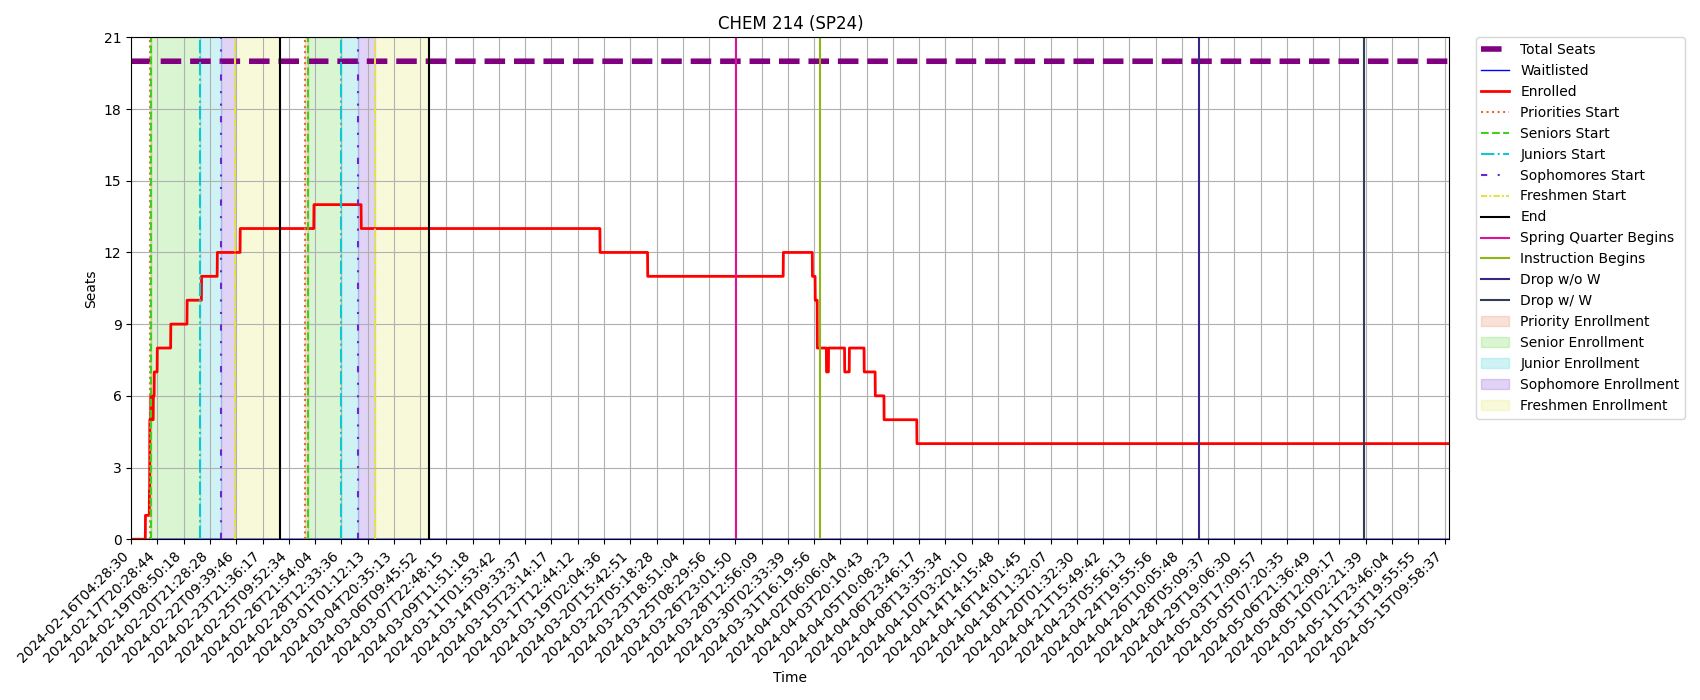 CHEM 214 (SP24)
21
18
15
12
9
6
3
0
Seats
2024-02-16T04:28:30
2024-02-17T20:28:44
2024-02-19T08:50:18
2024-02-20T21:28:28
2024-02-22T09:39:46
2024-02-23T21:36:17
2024-02-25T09:52:34
2024-02-26T21:54:04
2024-02-28T12:33:36
2024-03-01T01:12:13
2024-03-04T20:35:13
2024-03-06T09:45:52
2024-03-07T22:48:15
2024-03-09T11:51:18
2024-03-11T01:53:42
2024-03-14T09:33:37
2024-03-15T23:14:17
2024-03-17T12:44:12
2024-03-19T02:04:36
2024-03-20T15:42:51
2024-03-22T05:18:28
2024-03-23T18:51:04
2024-03-25T08:29:56
2024-03-26T23:01:50
2024-03-28T12:56:09
2024-03-30T02:33:39
2024-03-31T16:19:56
2024-04-02T06:06:04
2024-04-03T20:10:43
2024-04-05T10:08:23
2024-04-06T23:46:17
2024-04-08T13:35:34
2024-04-10T03:20:10
2024-04-14T14:15:48
2024-04-16T14:01:45
2024-04-18T11:32:07
2024-04-20T01:32:30
2024-04-21T15:49:42
2024-04-23T05:56:13
2024-04-24T19:55:56
2024-04-26T10:05:48
2024-04-28T05:09:37
2024-04-29T19:06:30
2024-05-03T17:09:57
2024-05-05T07:20:35
2024-05-06T21:36:49
2024-05-08T12:09:17
2024-05-10T02:21:39
2024-05-11T23:46:04
2024-05-13T19:55:55
2024-05-15T09:58:37
Time
Total Seats
Waitlisted
Enrolled
Priorities Start
Seniors Start
Juniors Start
Sophomores Start
Freshmen Start
End
Spring Quarter Begins
Instruction Begins
Drop w/o W
Drop w/ W
Priority Enrollment
Senior Enrollment
Junior Enrollment
Sophomore Enrollment
Freshmen Enrollment